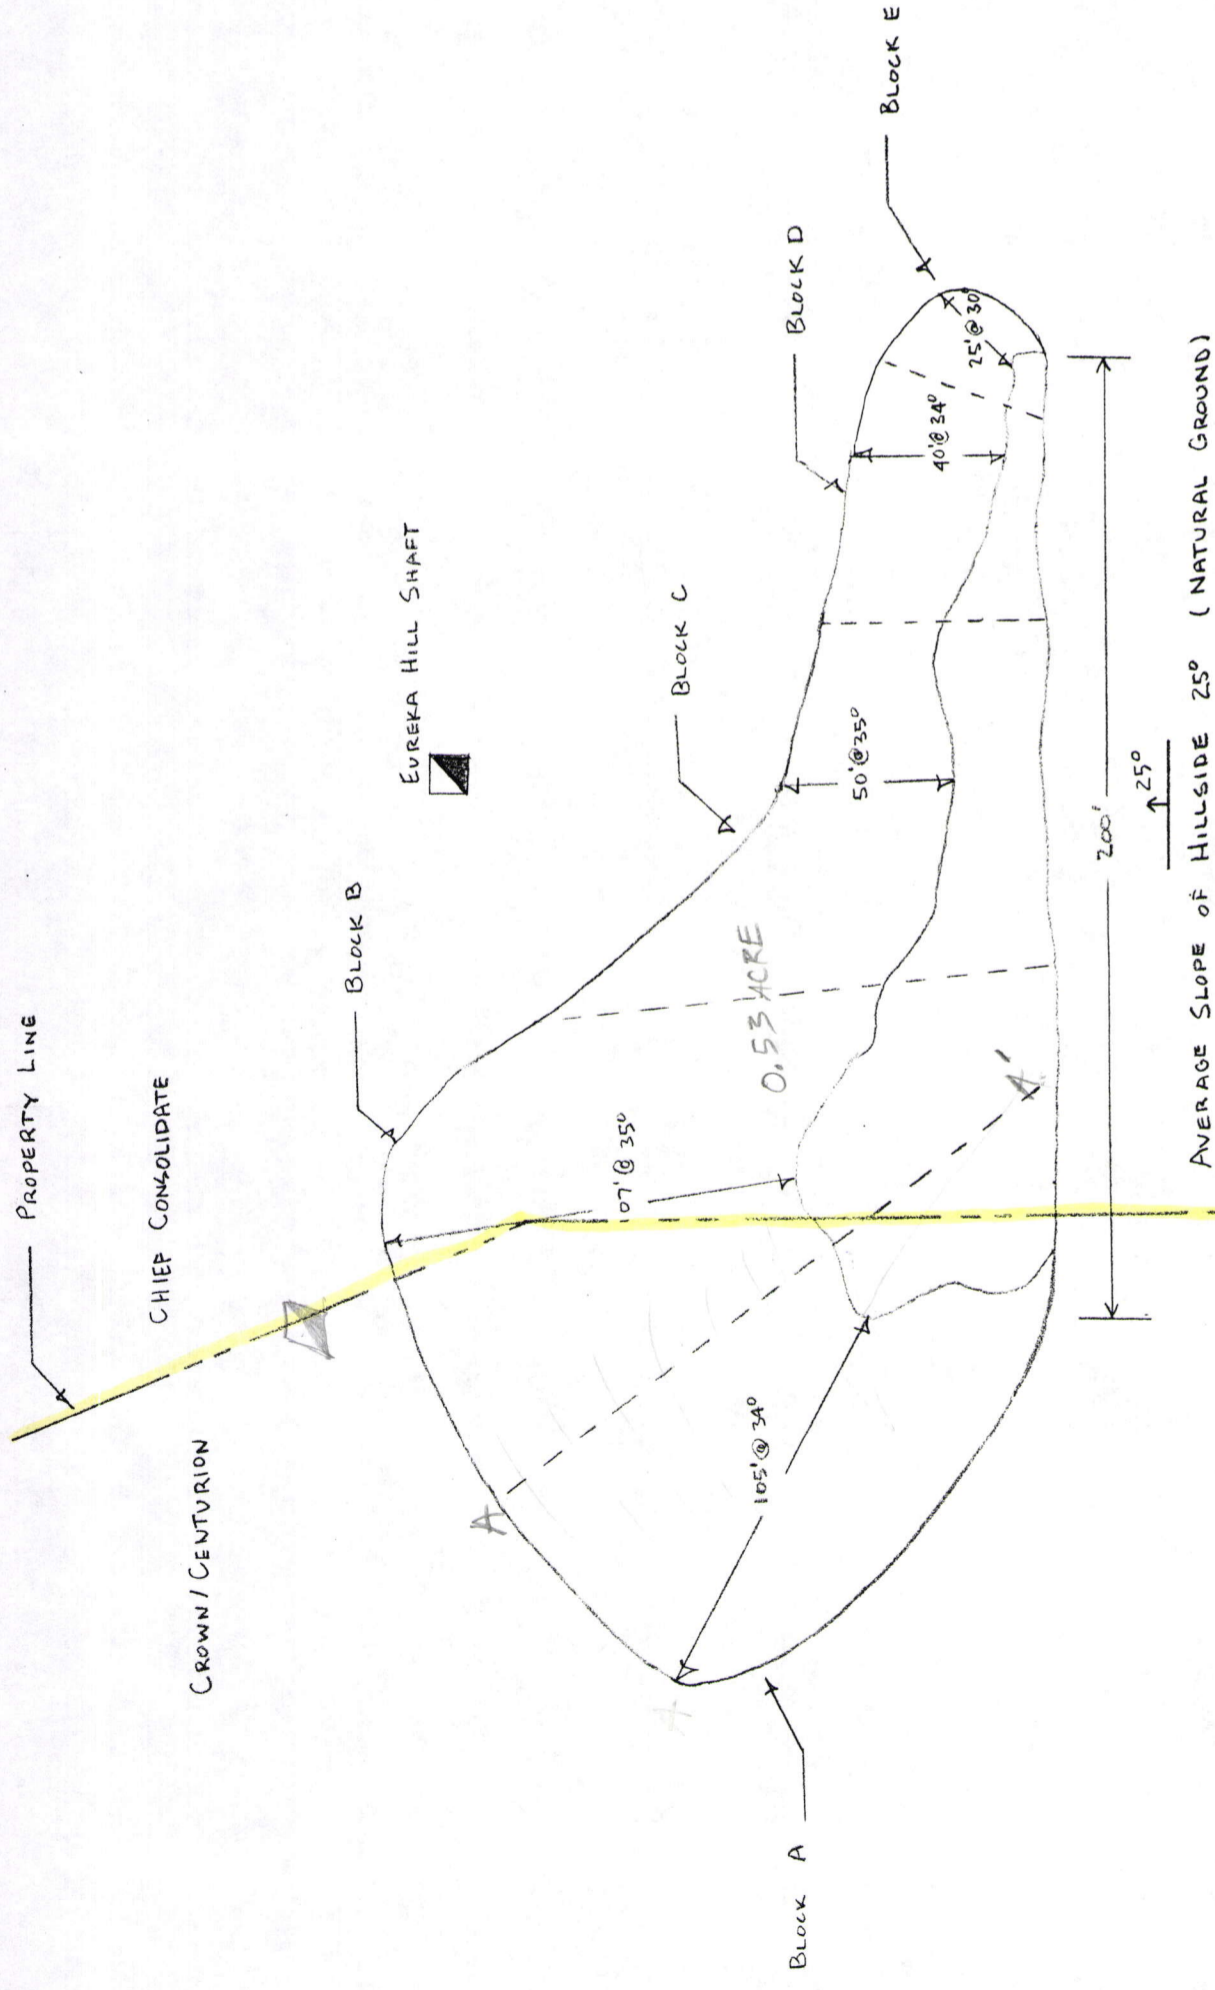 PROPERTY LINE
CHIEF CONSOLIDATE
CROWN / CENTURION
BLOCK B
EUREKA HILL SHAFT
BLOCK C
BLOCK D
BLOCK E
BLOCK A
A
A
A'
107' @ 35°
105' @ 34°
0.53 ACRE
50' @ 35°
40' @ 34°
25' @ 30°
200'
25°
AVERAGE SLOPE OF HILLSIDE 25° (NATURAL GROUND)